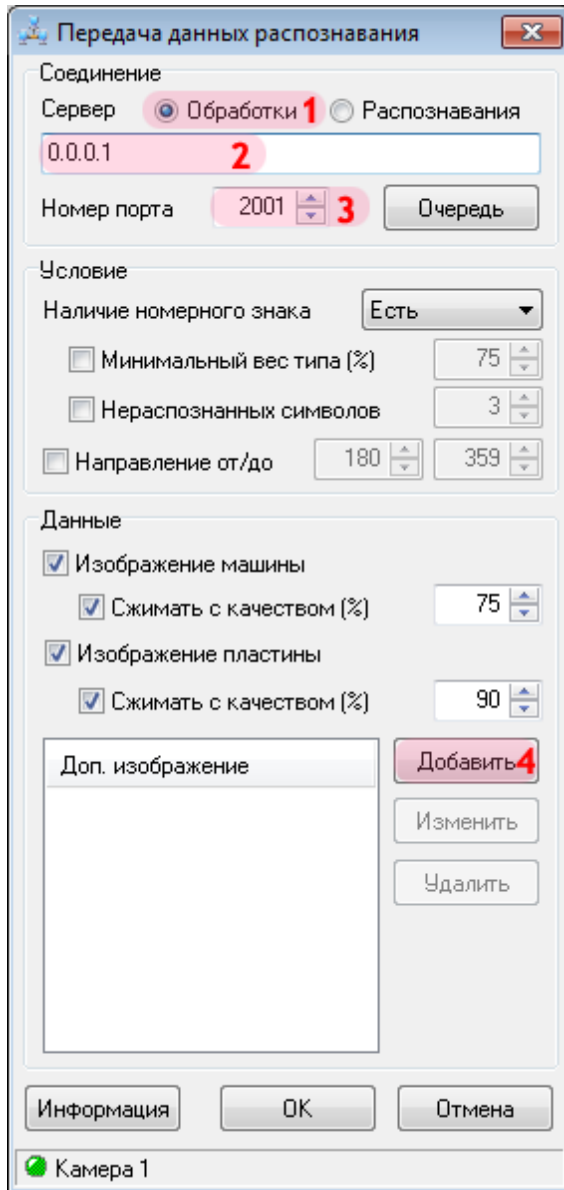 Передача данных распознавания
Соединение
Сервер Обработки 1 Распознавания
0.0.0.1 2
Номер порта 2001 3 Очередь
Условие
Наличие номерного знака Есть
Минимальный вес типа (%) 75
Нераспознанных символов 3
Направление от/до 180 359
Данные
Изображение машины
Сжимать с качеством (%) 75
Изображение пластины
Сжимать с качеством (%) 90
Доп. изображение Добавить 4
Изменить
Удалить
Информация OK Отмена
Камера 1